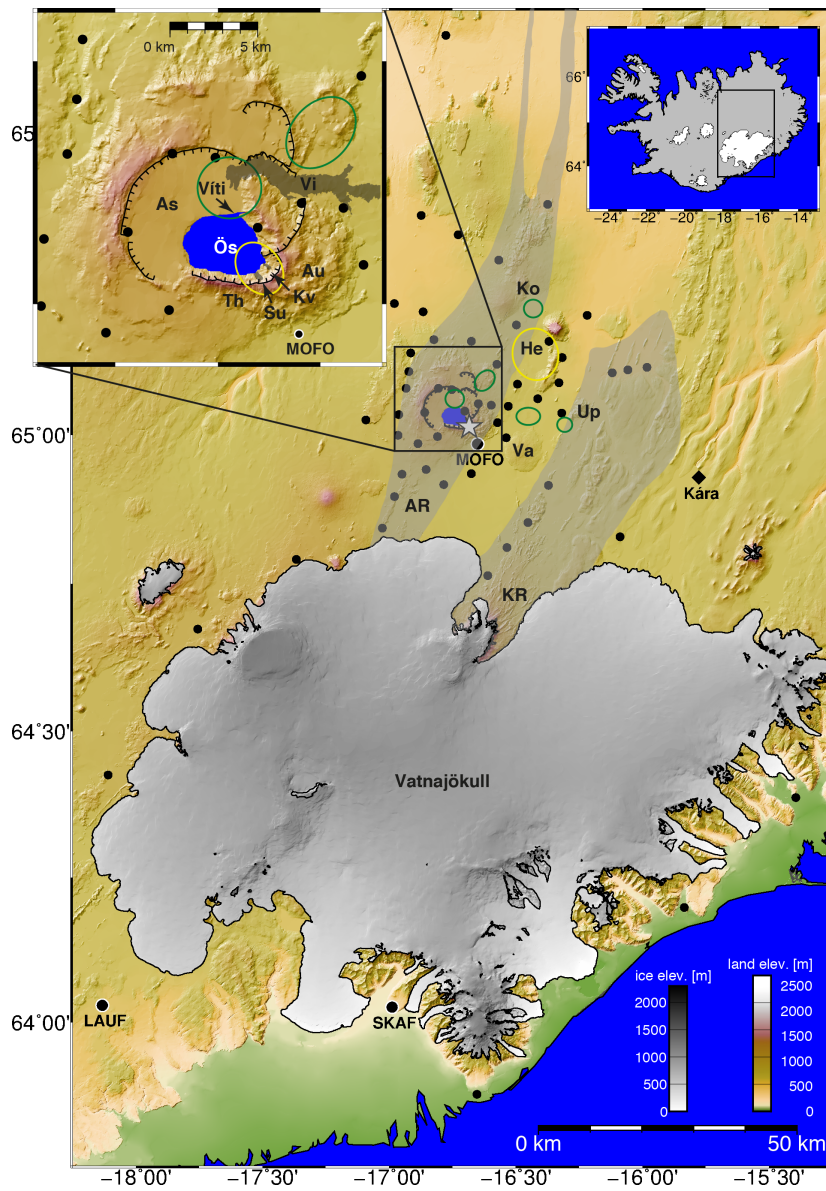 0 km
5 km
65
Víti
Vi
As
Ös
Au
Th
Kv
Su
MOFO
66˚
64˚
−24
−22
−20
−18
−16
−14
Ko
He
Up
Va
65˚00'
MOFO
AR
Kára
KR
64˚30'
Vatnajökull
ice elev. [m]
2000
1500
1000
500
0
land elev. [m]
2500
2000
1500
1000
500
0
LAUF
SKAF
64˚00'
0 km
50 km
−18˚00'
−17˚30'
−17˚00'
−16˚30'
−16˚00'
−15˚30'